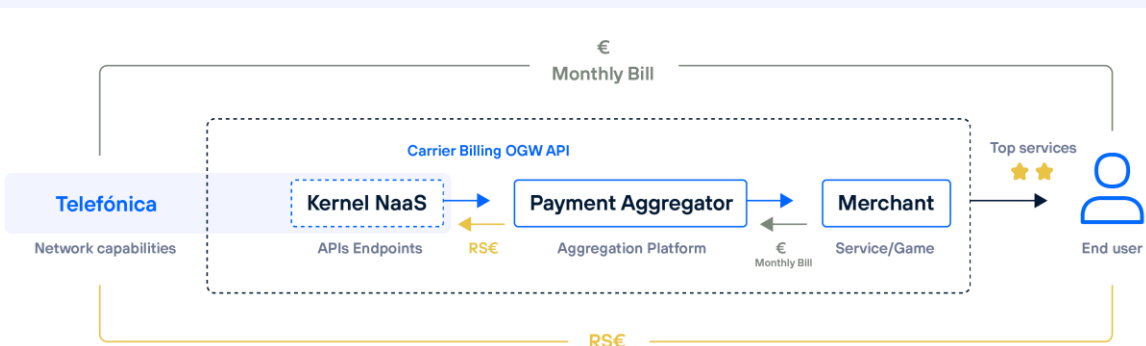 €
Monthly Bill
Carrier Billing OGW API
Top services
Telefónica
Kernel NaaS
Payment Aggregator
Merchant
Network capabilities
APIs Endpoints
RS€
Aggregation Platform
€
Monthly Bill
Service/Game
End user
RS€